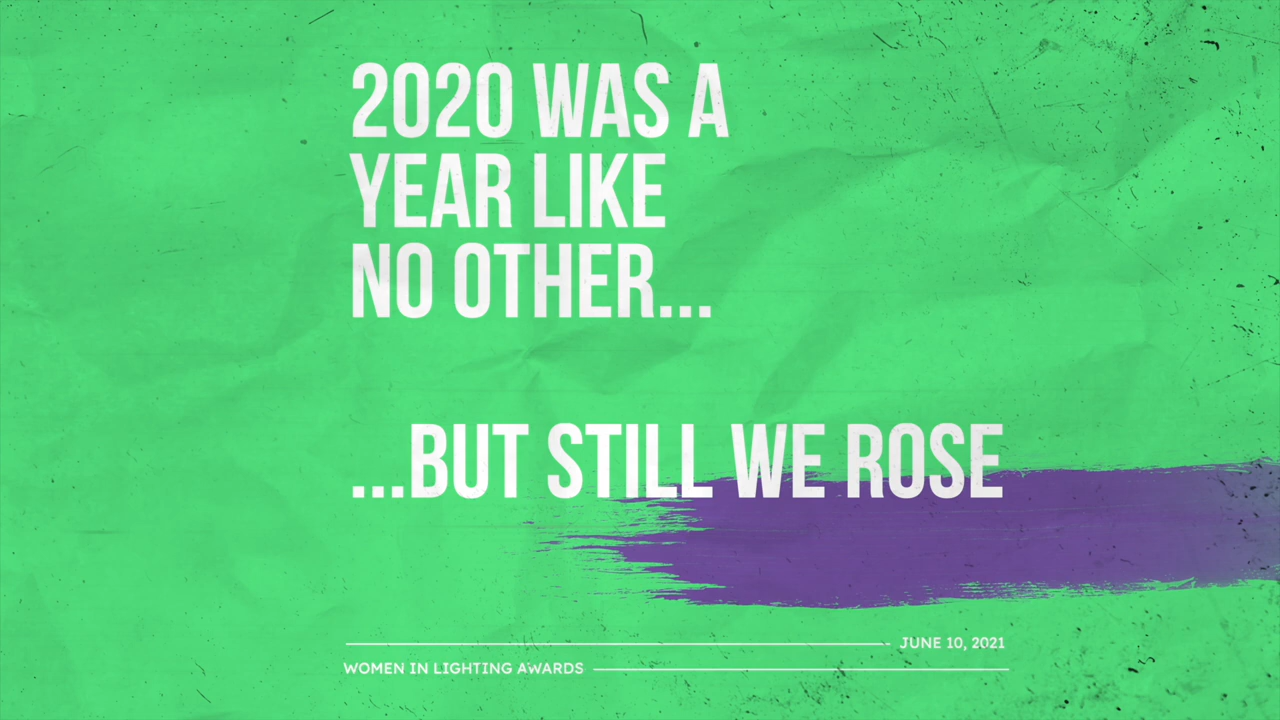 2020 WAS A
YEAR LIKE
NO OTHER...
...BUT STILL WE ROSE
JUNE 10, 2021
WOMEN IN LIGHTING AWARDS